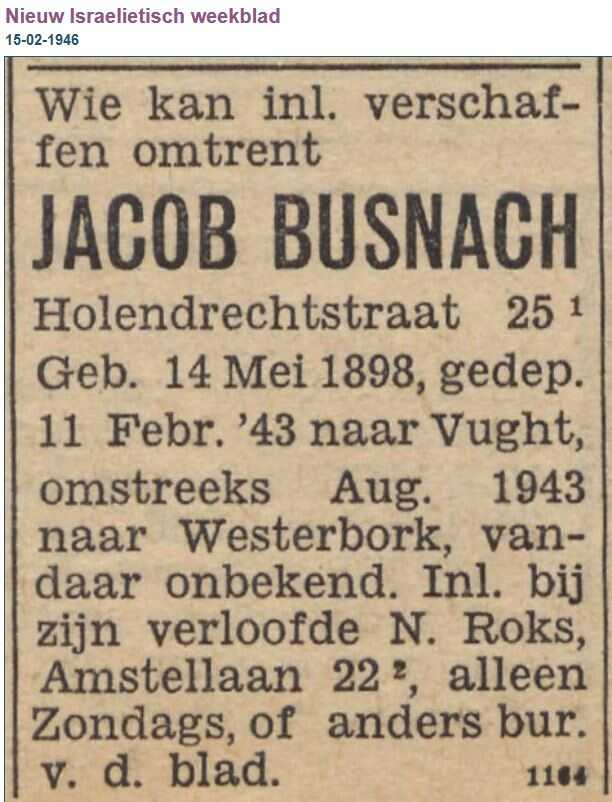 Nieuw Israelietisch weekblad
15-02-1946
Wie kan inl. verschaf-
fen omtrent
JACOB BUSNACH
Holendrechtstraat 25 1
Geb. 14 Mei 1898, gedep.
11 Febr. '43 naar Vught,
omstreeks Aug. 1943
naar Westerbork, van-
daar onbekend. Inl. bij
zijn verloofde N. Roks,
Amstellaan 22 2, alleen
Zondags, of anders bur.
v. d. blad. 1164